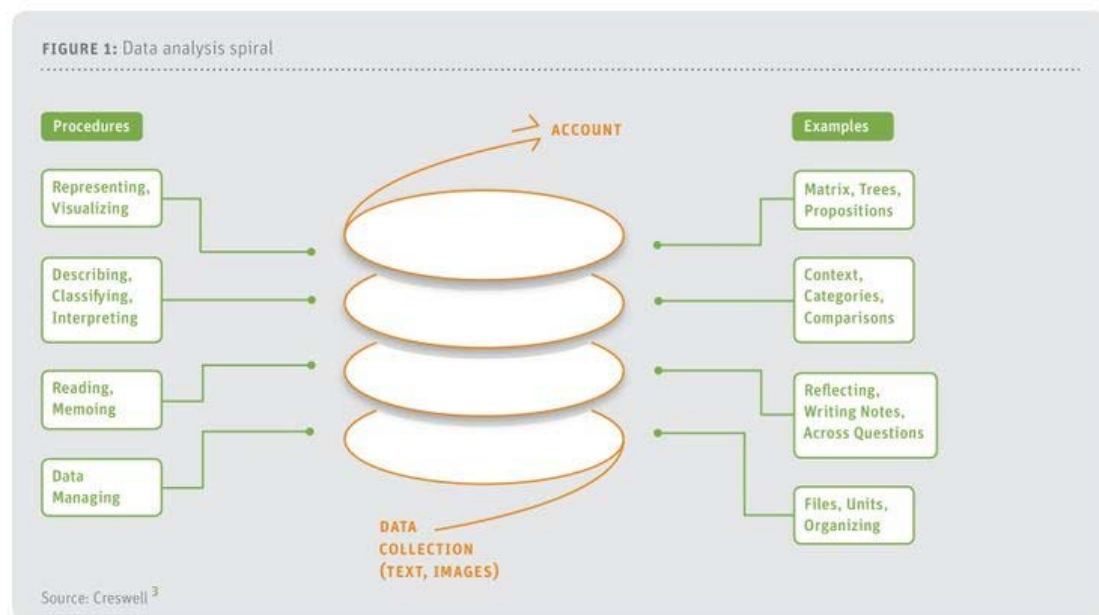 FIGURE 1: Data analysis spiral
Procedures
Representing,
Visualizing
Describing,
Classifying,
Interpreting
Reading,
Memoing
Data
Managing
ACCOUNT
DATA
COLLECTION
(TEXT, IMAGES)
Examples
Matrix, Trees,
Propositions
Context,
Categories,
Comparisons
Reflecting,
Writing Notes,
Across Questions
Files, Units,
Organizing
Source: Creswell 3